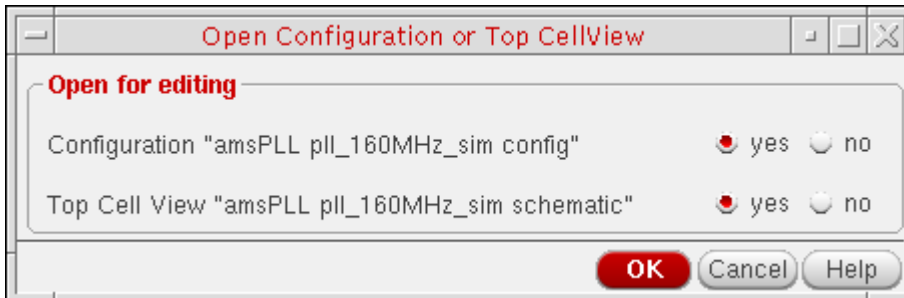 Open Configuration or Top CellView
Open for editing
Configuration "amsPLL pll_160MHz_sim config" yes no
Top Cell View "amsPLL pll_160MHz_sim schematic" yes no
OK Cancel Help